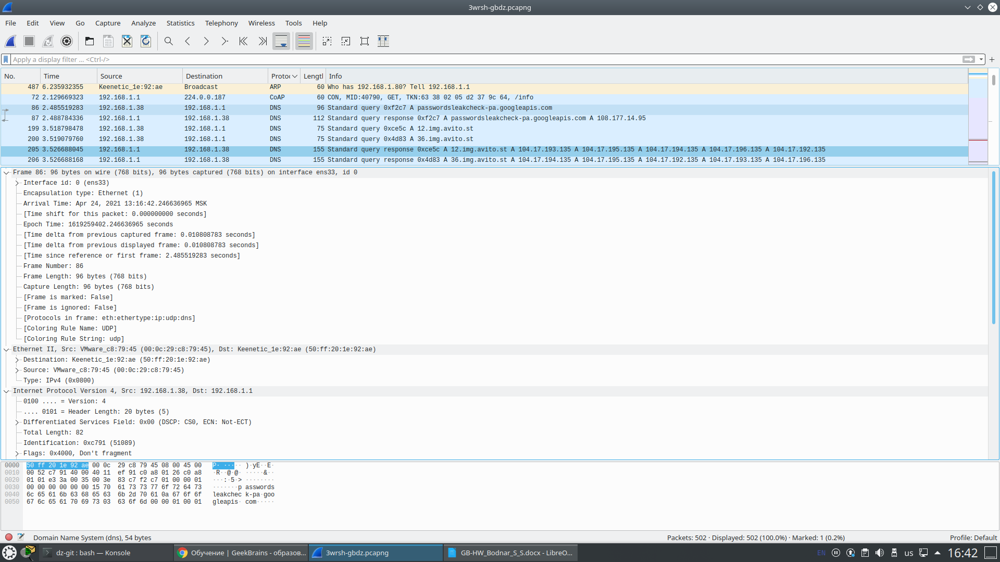 3wrsh-gbdz.pcapng
File Edit View Go Capture Analyze Statistics Telephony Wireless Tools Help
Apply a display filter ... <Ctrl-/>
No. Time Source Destination Protoc Lengtl Info
487 6.235932355 Keenetic_1e:92:ae Broadcast ARP 60 Who has 192.168.1.80? Tell 192.168.1.1
72 2.129669323 192.168.1.1 224.0.0.187 CoAP 60 CON, MID:40790, GET, TKN:63 38 02 05 d2 37 9c 64, /info
86 2.485519283 192.168.1.38 192.168.1.1 DNS 96 Standard query 0xf2c7 A passwordsleakcheck-pa.googleapis.com
87 2.488784336 192.168.1.1 192.168.1.38 DNS 112 Standard query response 0xf2c7 A passwordsleakcheck-pa.googleapis.com A 108.177.14.95
199 3.518798478 192.168.1.38 192.168.1.1 DNS 75 Standard query 0xce5c A 12.img.avito.st
200 3.519079760 192.168.1.38 192.168.1.1 DNS 75 Standard query 0x4d83 A 36.img.avito.st
205 3.526688045 192.168.1.1 192.168.1.38 DNS 155 Standard query response 0xce5c A 12.img.avito.st A 104.17.193.135 A 104.17.195.135 A 104.17.194.135 A 104.17.196.135 A 104.17.192.135
206 3.526688168 192.168.1.1 192.168.1.38 DNS 155 Standard query response 0x4d83 A 36.img.avito.st A 104.17.194.135 A 104.17.195.135 A 104.17.192.135 A 104.17.193.135 A 104.17.196.135
Frame 86: 96 bytes on wire (768 bits), 96 bytes captured (768 bits) on interface ens33, id 0
Interface id: 0 (ens33)
Encapsulation type: Ethernet (1)
Arrival Time: Apr 24, 2021 13:16:42.246636965 MSK
[Time shift for this packet: 0.000000000 seconds]
Epoch Time: 1619259402.246636965 seconds
[Time delta from previous captured frame: 0.010808783 seconds]
[Time delta from previous displayed frame: 0.010808783 seconds]
[Time since reference or first frame: 2.485519283 seconds]
Frame Number: 86
Frame Length: 96 bytes (768 bits)
Capture Length: 96 bytes (768 bits)
[Frame is marked: False]
[Frame is ignored: False]
[Protocols in frame: eth:ethertype:ip:udp:dns]
[Coloring Rule Name: UDP]
[Coloring Rule String: udp]
Ethernet II, Src: VMware_c8:79:45 (00:0c:29:c8:79:45), Dst: Keenetic_1e:92:ae (50:ff:20:1e:92:ae)
Destination: Keenetic_1e:92:ae (50:ff:20:1e:92:ae)
Source: VMware_c8:79:45 (00:0c:29:c8:79:45)
Type: IPv4 (0x0800)
Internet Protocol Version 4, Src: 192.168.1.38, Dst: 192.168.1.1
0100 .... = Version: 4
.... 0101 = Header Length: 20 bytes (5)
Differentiated Services Field: 0x00 (DSCP: CS0, ECN: Not-ECT)
Total Length: 82
Identification: 0xc791 (51089)
Flags: 0x4000, Don't fragment
0000 50 ff 20 1e 92 ae 00 0c 29 c8 79 45 08 00 45 00 P· ····· )·yE··E·
0010 00 52 c7 91 40 00 40 11 ef 91 c0 a8 01 26 c0 a8 ·R··@·@· ·····&··
0020 01 01 e3 3a 00 35 00 3e 83 c7 f2 c7 01 00 00 01 ···:·5·> ········
0030 00 00 00 00 00 00 15 70 61 73 73 77 6f 72 64 73 ·······p asswords
0040 6c 65 61 6b 63 68 65 63 6b 2d 70 61 0a 67 6f 6f leakchec k-pa·goo
0050 67 6c 65 61 70 69 73 03 63 6f 6d 00 00 01 00 01 gleapis· com·····
Domain Name System (dns), 54 bytes Packets: 502 · Displayed: 502 (100.0%) · Marked: 1 (0.2%) Profile: Default
dz-git : bash — Konsole Обучение | GeekBrains - образов... 3wrsh-gbdz.pcapng GB-HW_Bodnar_S_S.docx - LibreO... EN us 16:42